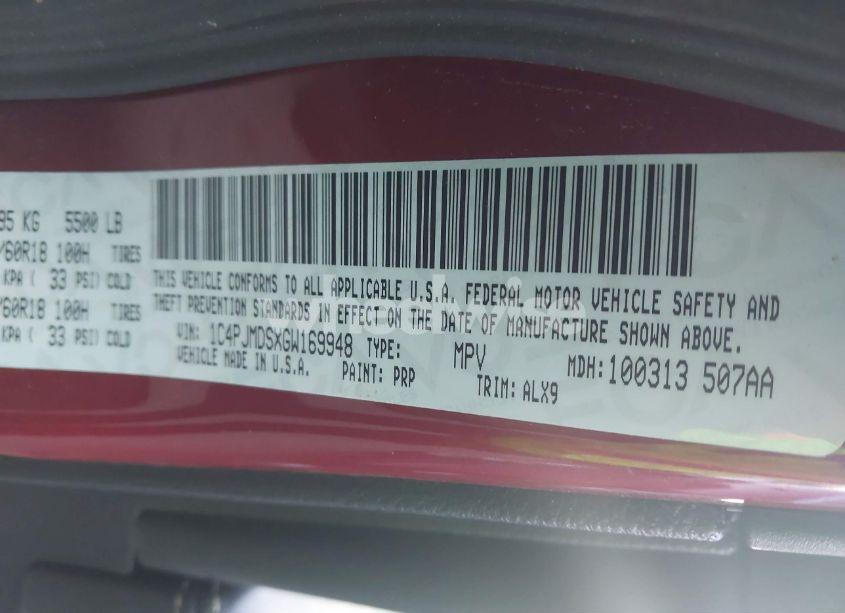 95 KG 5500 LB
/60R18 100H TIRES
KPA ( 33 PSI) COLD
/60R18 100H TIRES
KPA ( 33 PSI) COLD
THIS VEHICLE CONFORMS TO ALL APPLICABLE U.S.A. FEDERAL MOTOR VEHICLE SAFETY AND
THEFT PREVENTION STANDARDS IN EFFECT ON THE DATE OF MANUFACTURE SHOWN ABOVE.
VIN: 1C4PJMDSXGW169948 TYPE: MPV MDH: 100313 507AA
VEHICLE MADE IN U.S.A. PAINT: PRP TRIM: ALX9